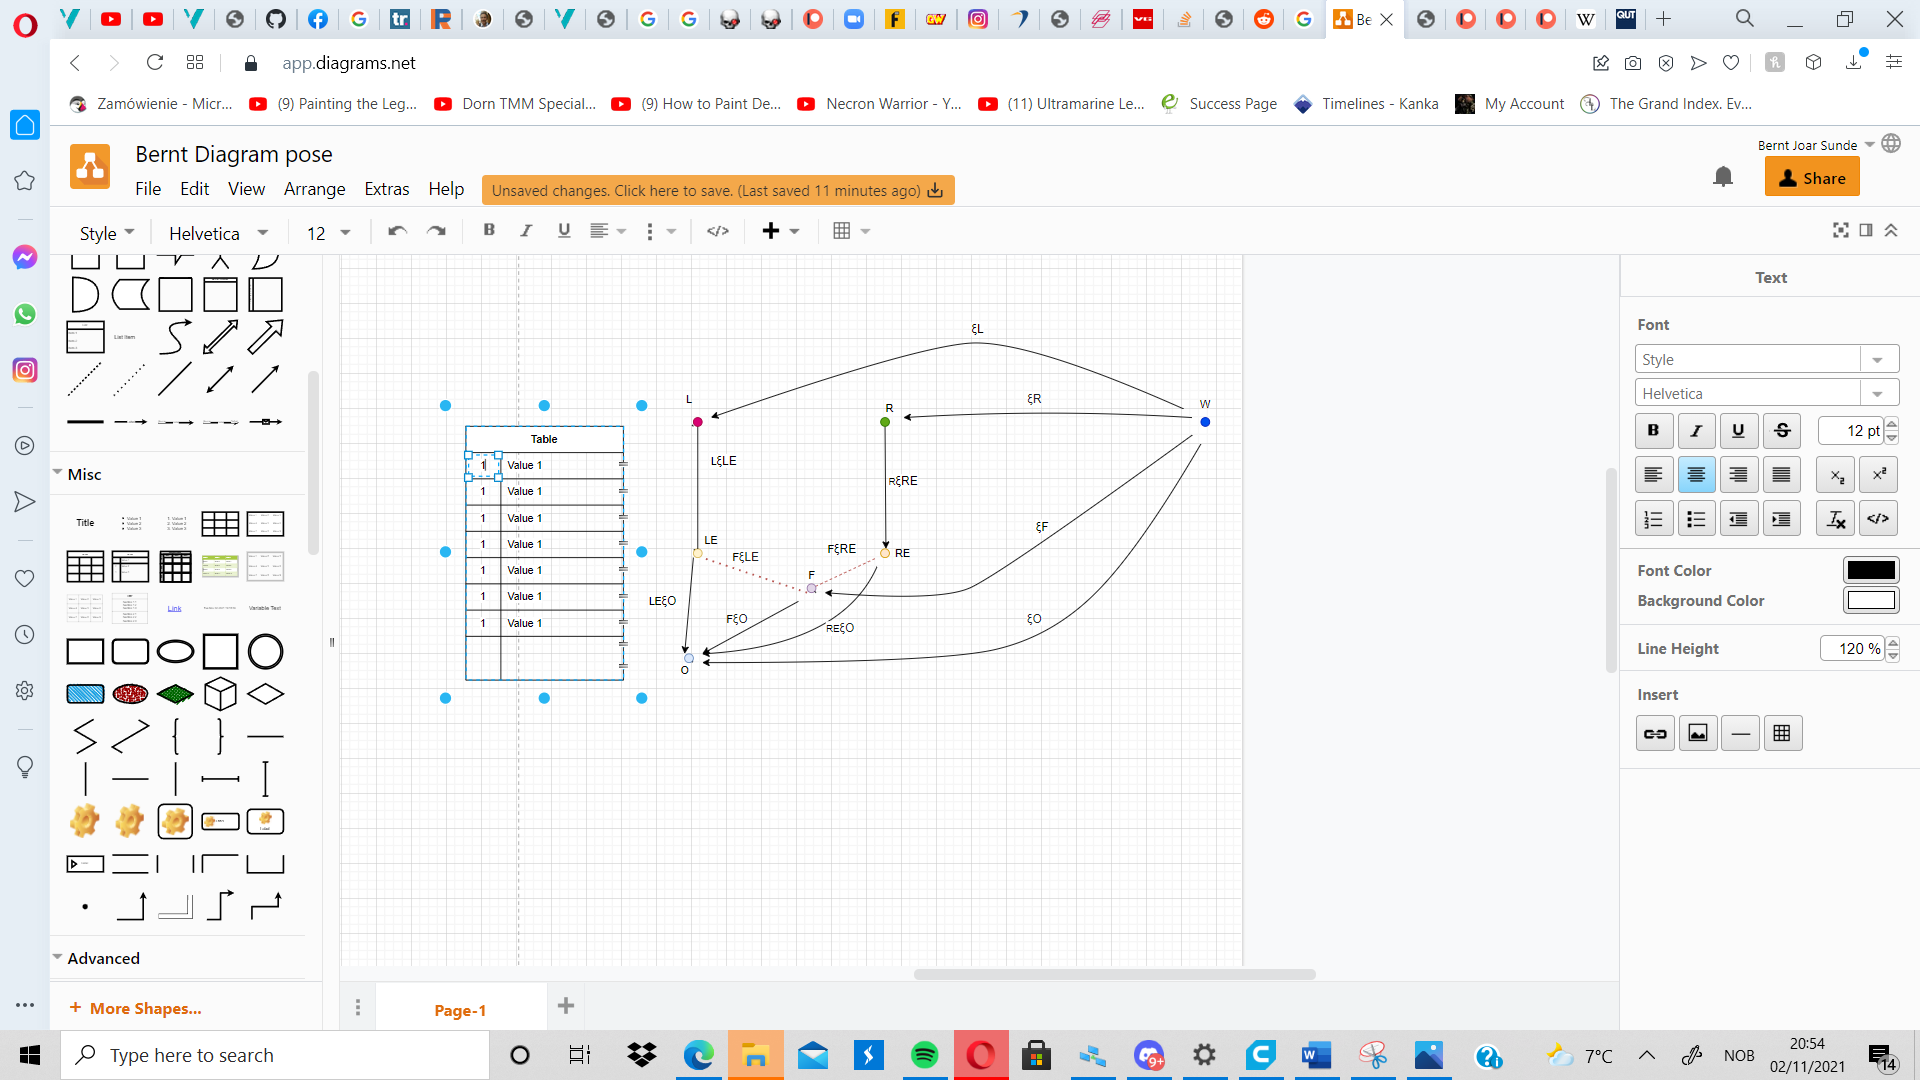 Be
app.diagrams.net
Zamówienie - Micr...
(9) Painting the Leg...
Dorn TMM Special...
(9) How to Paint De...
Necron Warrior - Y...
(11) Ultramarine Le...
Success Page
Timelines - Kanka
My Account
The Grand Index. Ev...
Bernt Diagram pose
Bernt Joar Sunde
File Edit View Arrange Extras Help
Unsaved changes. Click here to save. (Last saved 11 minutes ago)
Share
Style
Helvetica
12
Text
Font
Style
Helvetica
12 pt
Font Color
Background Color
Line Height
120 %
Insert
List Item
Misc
Title
Link
Variable Text
Advanced
+ More Shapes...
Table
1 Value 1
1 Value 1
1 Value 1
1 Value 1
1 Value 1
1 Value 1
1 Value 1
ξL
L
R
ξR
W
LξLE
RξRE
ξF
LE
FξLE
FξRE
RE
F
LEξO
FξO
REξO
ξO
O
Page-1
Type here to search
9+
7°C
NOB
20:54
02/11/2021
14